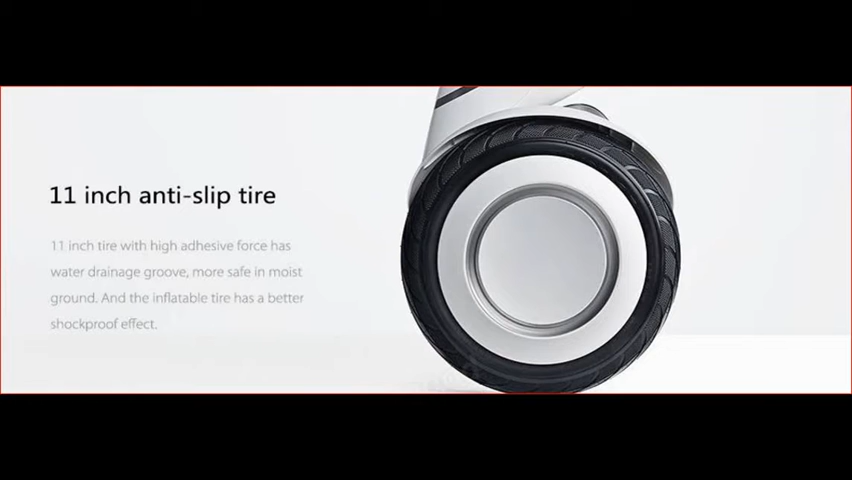 11 inch anti-slip tire
11 inch tire with high adhesive force has
water drainage groove, more safe in moist
ground. And the inflatable tire has a better
shockproof effect.